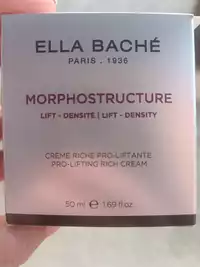 ELLA BACHÉ
PARIS . 1936
MORPHOSTRUCTURE
LIFT - DENSITÉ | LIFT - DENSITY
CRÈME RICHE PRO-LIFTANTE
PRO-LIFTING RICH CREAM
50 ml e 1.69 fl.oz